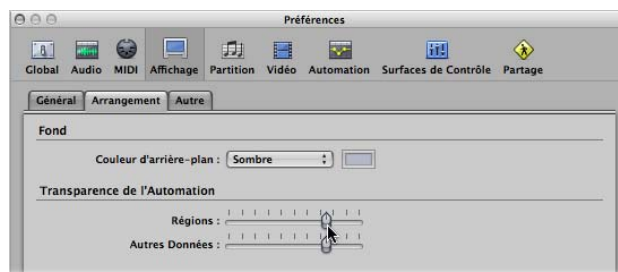 Préférences
Global Audio MIDI Affichage Partition Vidéo Automation Surfaces de Contrôle Partage
Général Arrangement Autre
Fond
Couleur d'arrière-plan : Sombre
Transparence de l'Automation
Régions :
Autres Données :